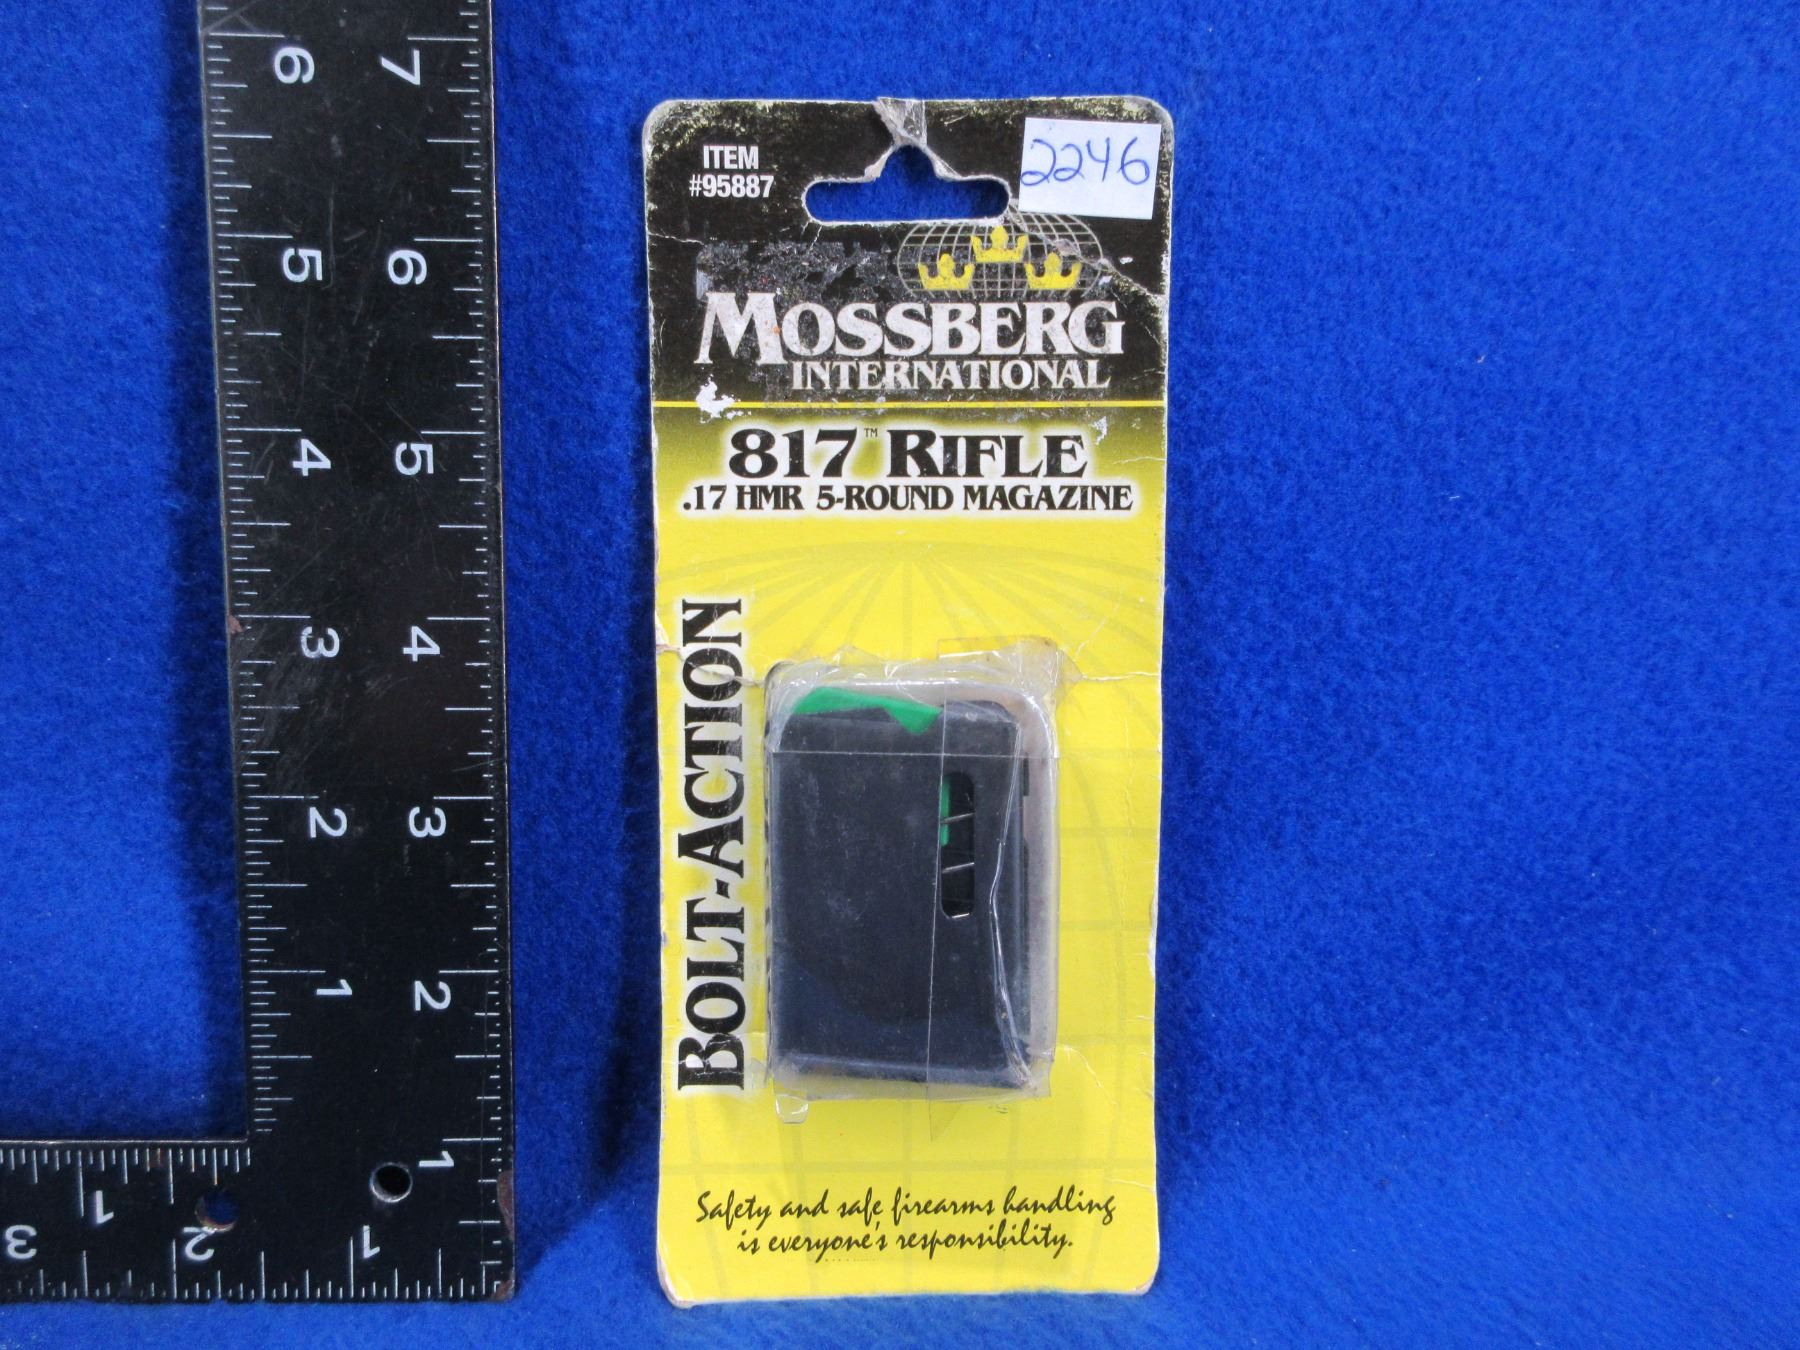 ITEM
#95887
2246
MOSSBERG
INTERNATIONAL
817™ RIFLE
.17 HMR 5-ROUND MAGAZINE
BOLT-ACTION
Safety and safe firearms handling
is everyone's responsibility.
6 7
5 6
4 5
3 4
2 3
1 2
1
1 2 1
3